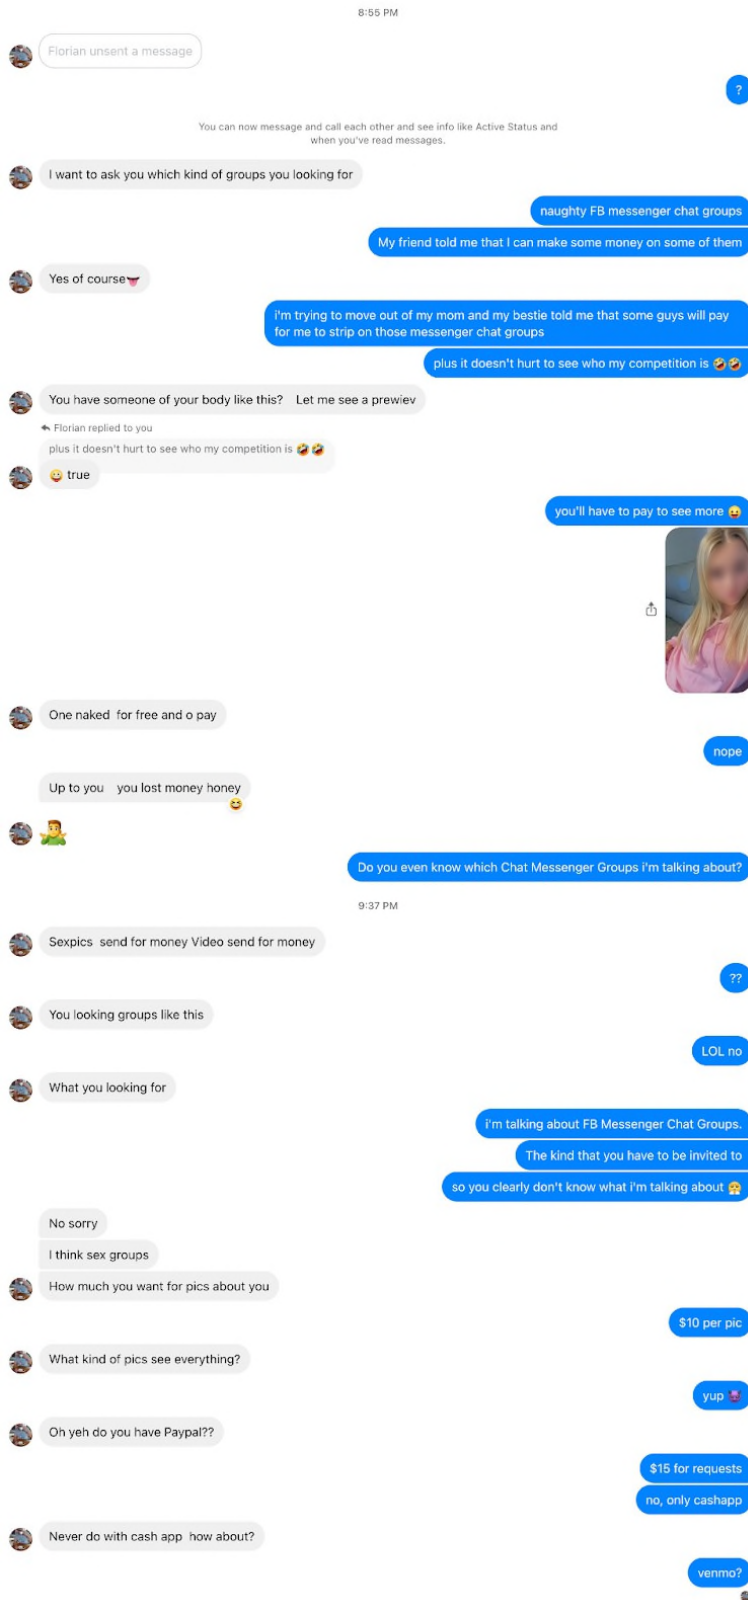 8:55 PM
Florian unsent a message
?
You can now message and call each other and see info like Active Status and
when you've read messages.
I want to ask you which kind of groups you looking for
naughty FB messenger chat groups
My friend told me that I can make some money on some of them
Yes of course👅
i'm trying to move out of my mom and my bestie told me that some guys will pay
for me to strip on those messenger chat groups
plus it doesn't hurt to see who my competition is 🤣🤣
You have someone of your body like this? Let me see a prewiev
Florian replied to you
plus it doesn't hurt to see who my competition is 🤣🤣
😀 true
you'll have to pay to see more 😜
One naked for free and o pay
nope
Up to you you lost money honey
Do you even know which Chat Messenger Groups i'm talking about?
9:37 PM
Sexpics send for money Video send for money
??
You looking groups like this
LOL no
What you looking for
i'm talking about FB Messenger Chat Groups.
The kind that you have to be invited to
so you clearly don't know what i'm talking about 😤
No sorry
I think sex groups
How much you want for pics about you
$10 per pic
What kind of pics see everything?
yup 😈
Oh yeh do you have Paypal??
$15 for requests
no, only cashapp
Never do with cash app how about?
venmo?